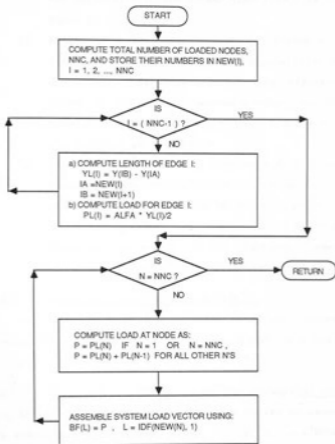 START
COMPUTE TOTAL NUMBER OF LOADED NODES,
NNC, AND STORE THEIR NUMBERS IN NEW(I),
I = 1, 2, ..., NNC
IS
I = ( NNC-1 ) ?
YES
NO
a) COMPUTE LENGTH OF EDGE I:
YL(I) = Y(IB) - Y(IA)
IA =NEW(I)
IB = NEW(I+1)
b) COMPUTE LOAD FOR EDGE I:
PL(I) = ALFA * YL(I)/2
IS
N = NNC ?
YES
RETURN
NO
COMPUTE LOAD AT NODE AS:
P = PL(N) IF N = 1 OR N = NNC ,
P = PL(N) + PL(N-1) FOR ALL OTHER N'S
ASSEMBLE SYSTEM LOAD VECTOR USING:
BF(L) = P , L = IDF(NEW(N), 1)